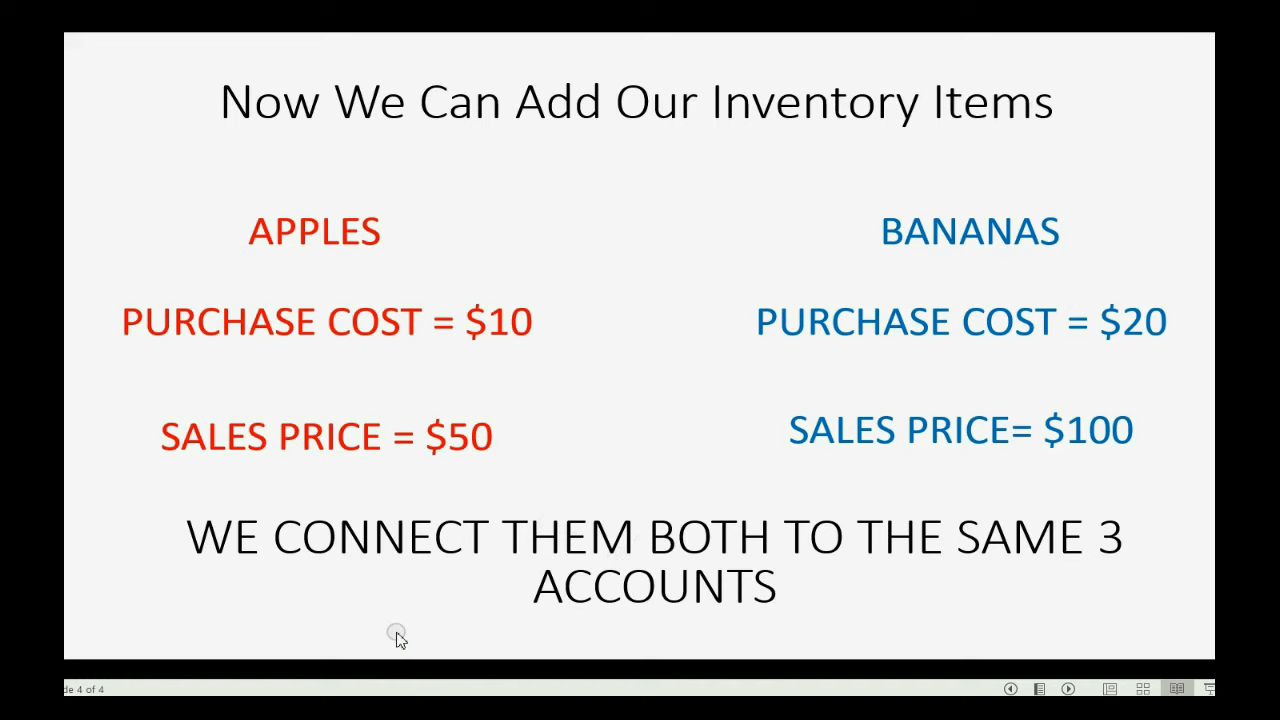 Now We Can Add Our Inventory Items
APPLES
BANANAS
PURCHASE COST = $10
PURCHASE COST = $20
SALES PRICE = $50
SALES PRICE= $100
WE CONNECT THEM BOTH TO THE SAME 3
ACCOUNTS
de 4 of 4